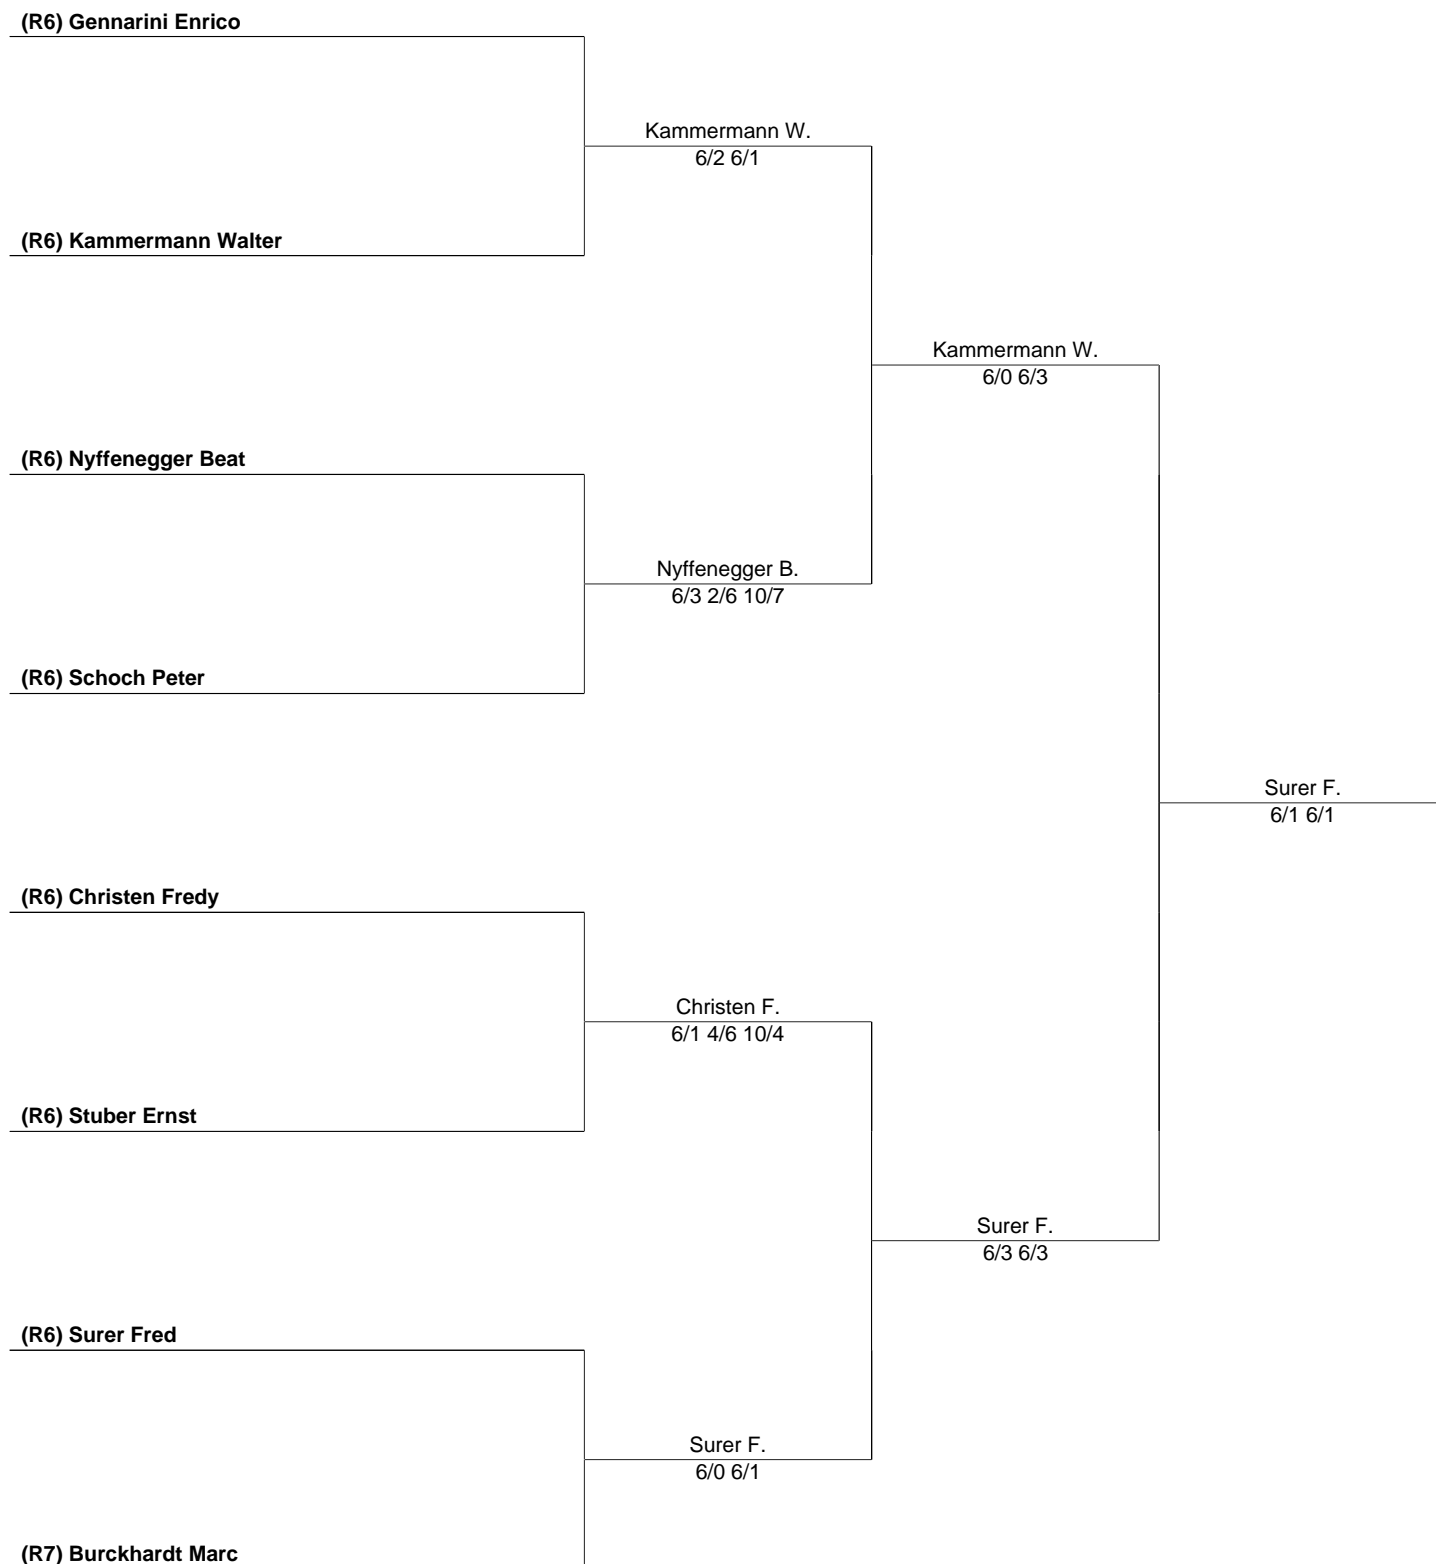 (R6) Gennarini Enrico
Kammermann W.
6/2 6/1
(R6) Kammermann Walter
Kammermann W.
6/0 6/3
(R6) Nyffenegger Beat
Nyffenegger B.
6/3 2/6 10/7
(R6) Schoch Peter
Surer F.
6/1 6/1
(R6) Christen Fredy
Christen F.
6/1 4/6 10/4
(R6) Stuber Ernst
Surer F.
6/3 6/3
(R6) Surer Fred
Surer F.
6/0 6/1
(R7) Burckhardt Marc